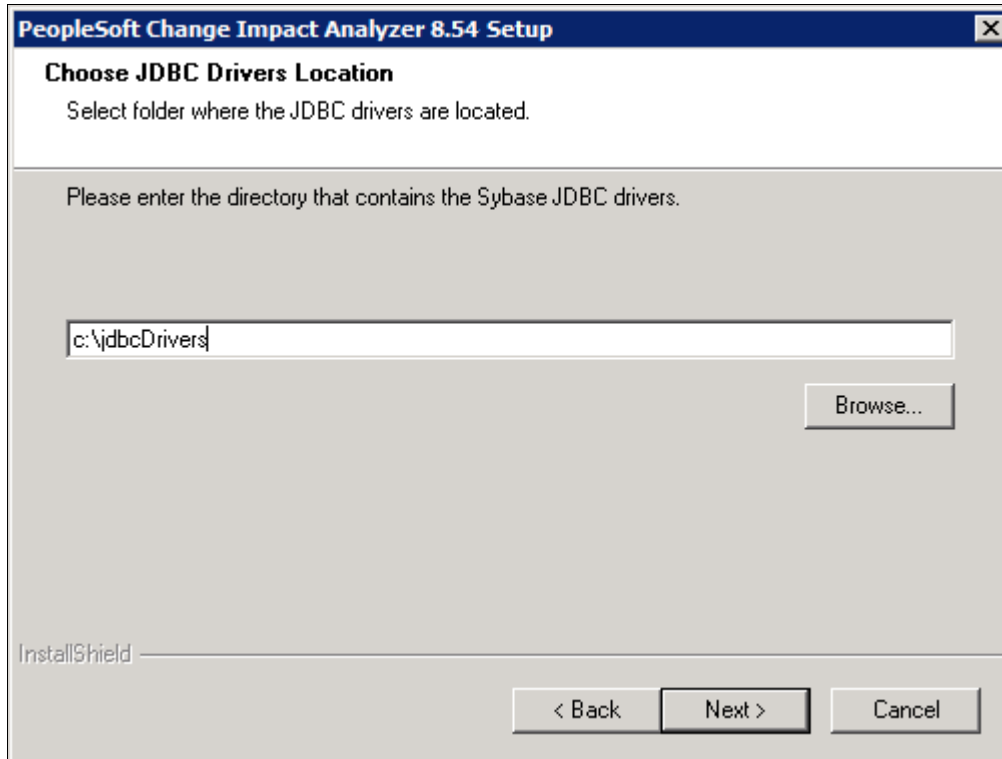 PeopleSoft Change Impact Analyzer 8.54 Setup
Choose JDBC Drivers Location
Select folder where the JDBC drivers are located.
Please enter the directory that contains the Sybase JDBC drivers.
c:\jdbcDrivers
Browse...
InstallShield
< Back Next > Cancel